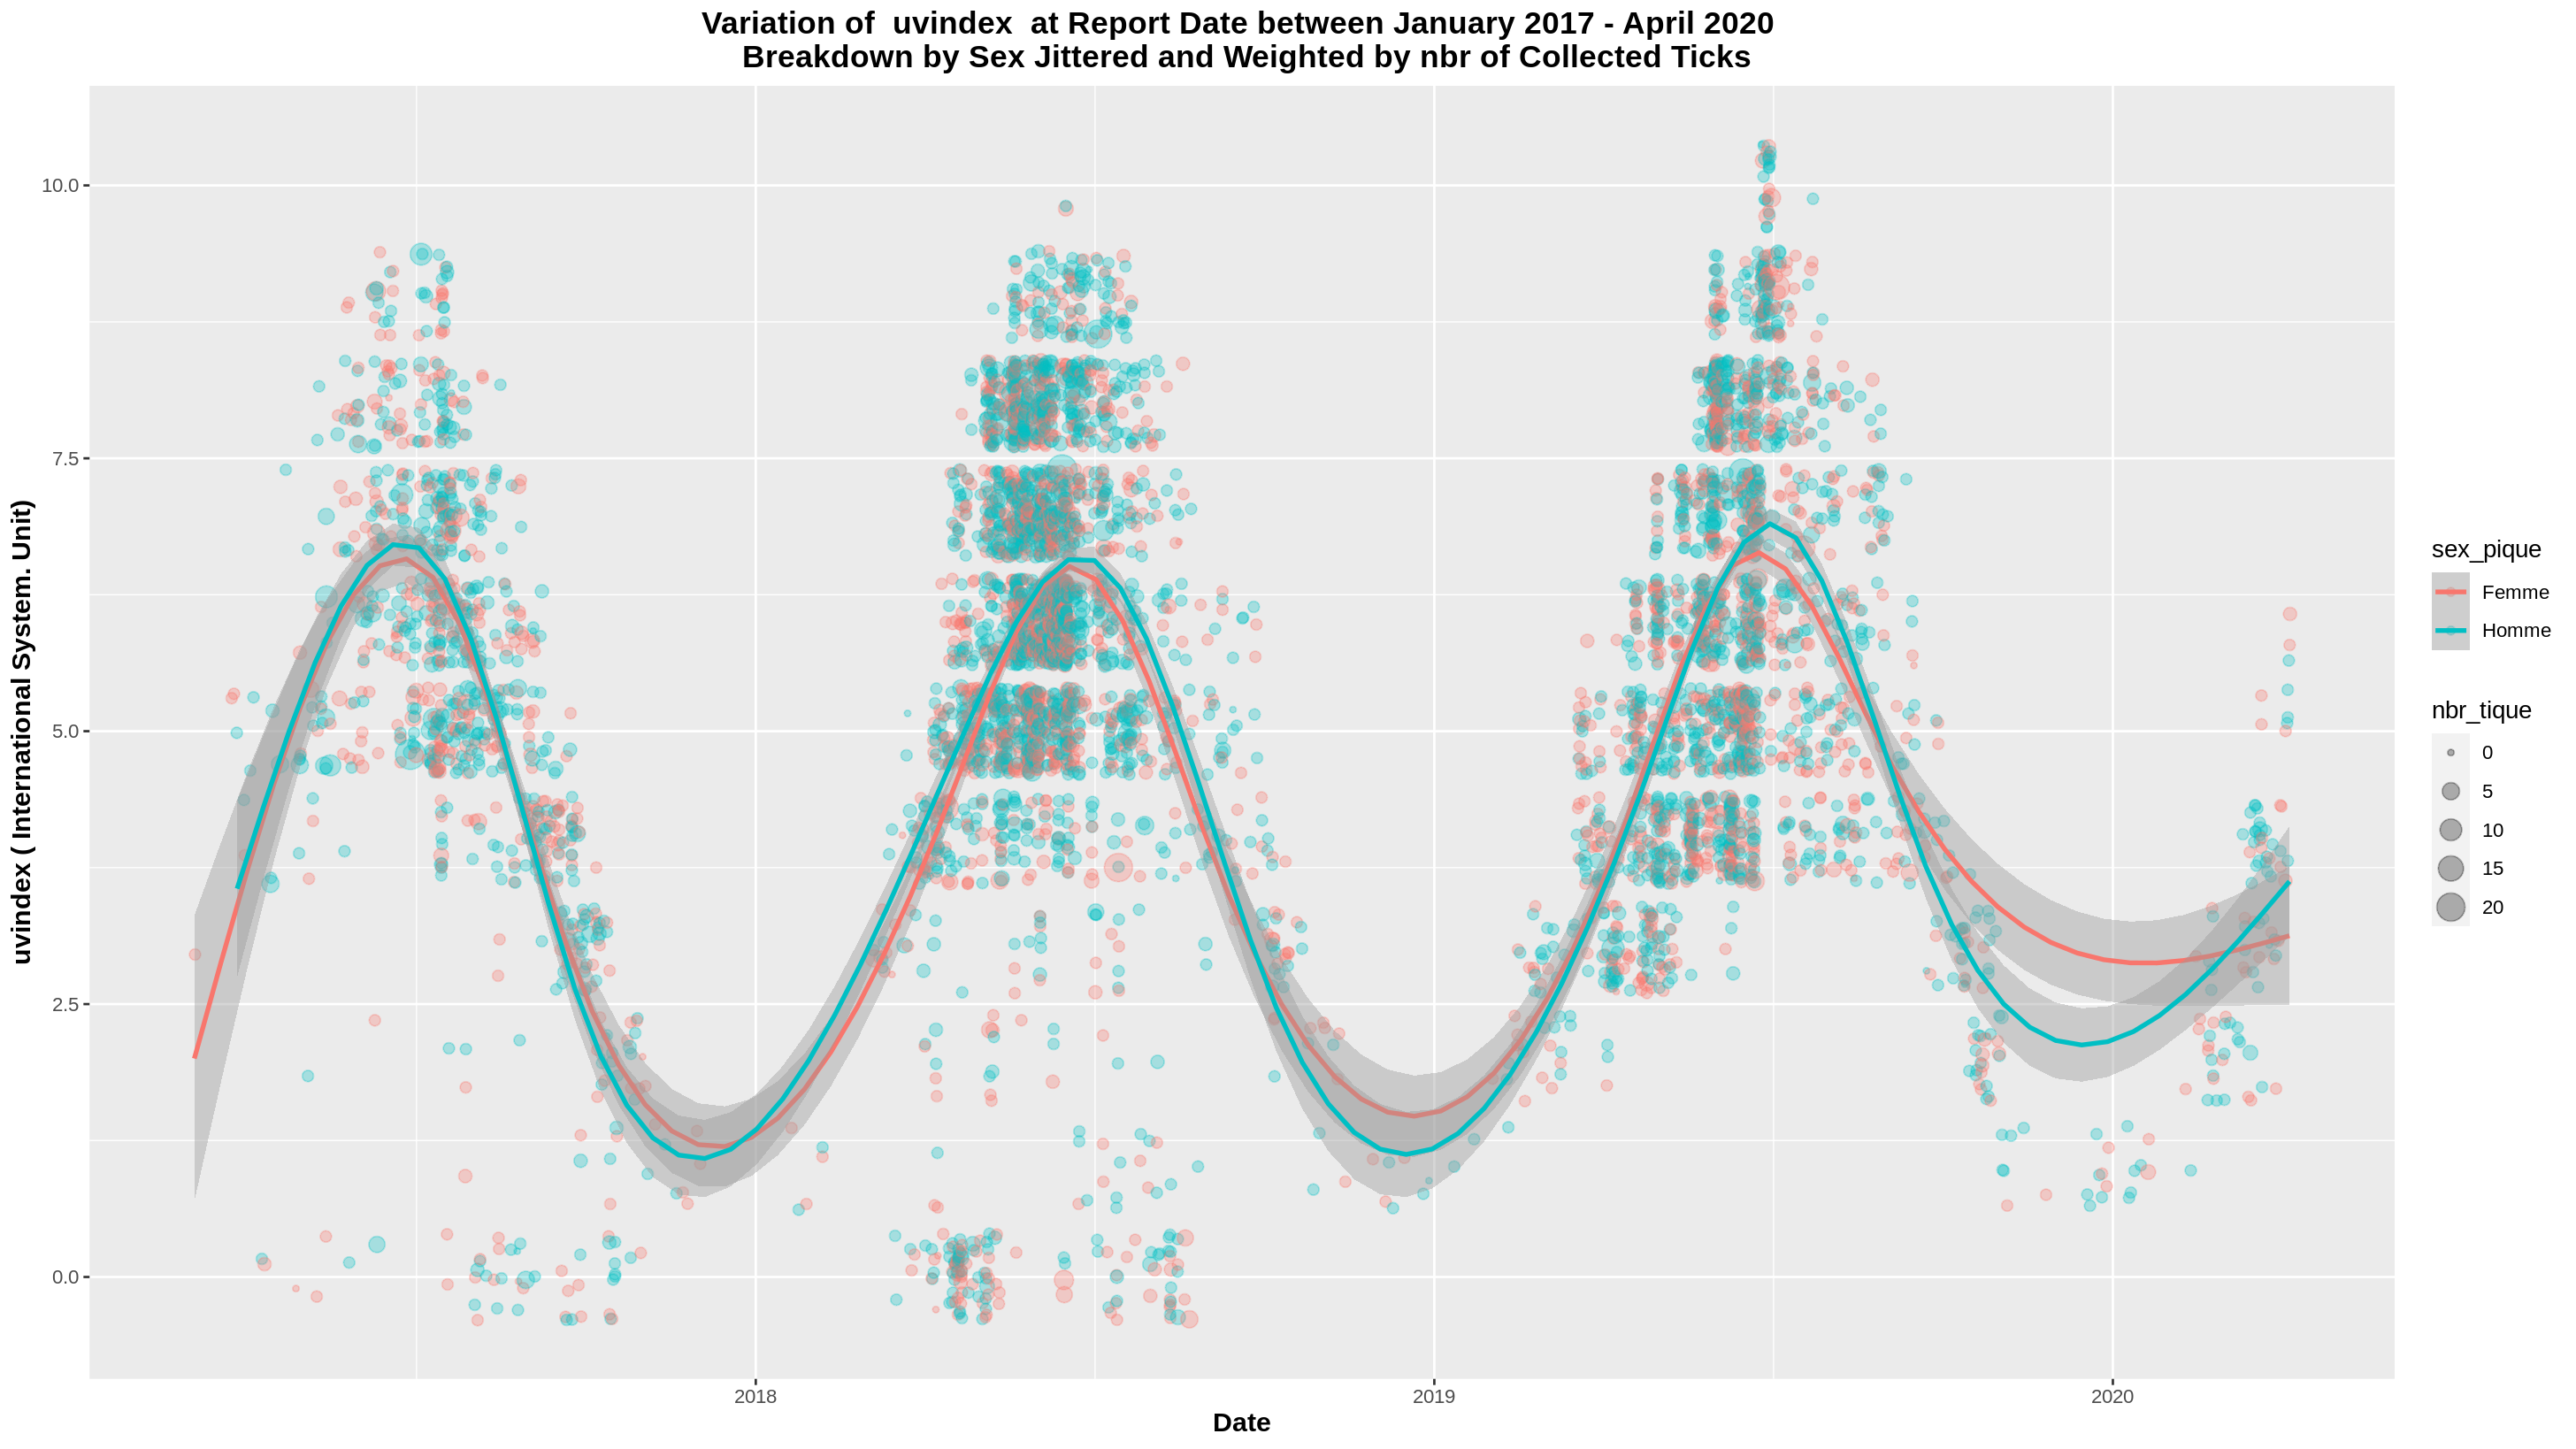 Variation of  uvindex  at Report Date between January 2017 - April 2020
Breakdown by Sex Jittered and Weighted by nbr of Collected Ticks
uvindex ( International System. Unit)
10.0
7.5
5.0
2.5
0.0
2018
2019
2020
Date
sex_pique
Femme
Homme
nbr_tique
0
5
10
15
20